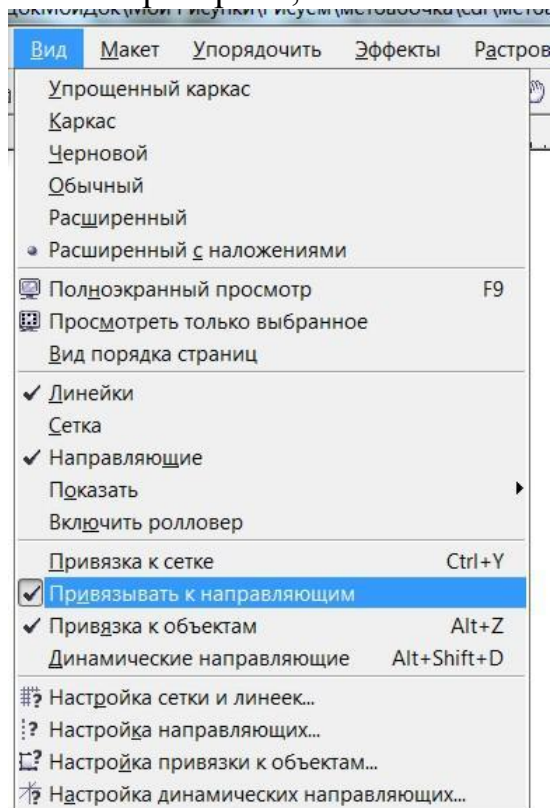 Вид Макет Упорядочить Эффекты Растров
Упрощенный каркас
Каркас
Черновой
Обычный
Расширенный
Расширенный с наложениями
Полноэкранный просмотр F9
Просмотреть только выбранное
Вид порядка страниц
Линейки
Сетка
Направляющие
Показать
Включить ролловер
Привязка к сетке Ctrl+Y
Привязывать к направляющим
Привязка к объектам Alt+Z
Динамические направляющие Alt+Shift+D
Настройка сетки и линеек...
Настройка направляющих...
Настройка привязки к объектам...
Настройка динамических направляющих...